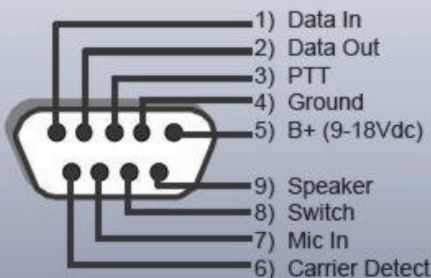 1) Data In
2) Data Out
3) PTT
4) Ground
5) B+ (9-18Vdc)
9) Speaker
8) Switch
7) Mic In
6) Carrier Detect